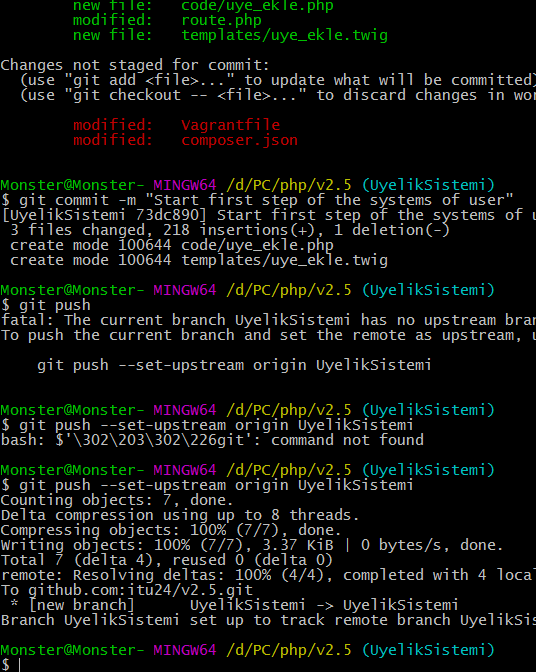 new file:   code/uye_ekle.php
modified:   route.php
new file:   templates/uye_ekle.twig
Changes not staged for commit:
(use "git add <file>..." to update what will be committed)
(use "git checkout -- <file>..." to discard changes in wor
modified:   Vagrantfile
modified:   composer.json
Monster@Monster- MINGW64 /d/PC/php/v2.5 (UyelikSistemi)
$ git commit -m "Start first step of the systems of user"
[UyelikSistemi 73dc890] Start first step of the systems of u
3 files changed, 218 insertions(+), 1 deletion(-)
create mode 100644 code/uye_ekle.php
create mode 100644 templates/uye_ekle.twig
Monster@Monster- MINGW64 /d/PC/php/v2.5 (UyelikSistemi)
$ git push
fatal: The current branch UyelikSistemi has no upstream bran
To push the current branch and set the remote as upstream, u
git push --set-upstream origin UyelikSistemi
Monster@Monster- MINGW64 /d/PC/php/v2.5 (UyelikSistemi)
$ git push --set-upstream origin UyelikSistemi
bash: $'\302\203\302\226git': command not found
Monster@Monster- MINGW64 /d/PC/php/v2.5 (UyelikSistemi)
$ git push --set-upstream origin UyelikSistemi
Counting objects: 7, done.
Delta compression using up to 8 threads.
Compressing objects: 100% (7/7), done.
Writing objects: 100% (7/7), 3.37 KiB | 0 bytes/s, done.
Total 7 (delta 4), reused 0 (delta 0)
remote: Resolving deltas: 100% (4/4), completed with 4 local
To github.com:itu24/v2.5.git
* [new branch]      UyelikSistemi -> UyelikSistemi
Branch UyelikSistemi set up to track remote branch UyelikSis
Monster@Monster- MINGW64 /d/PC/php/v2.5 (UyelikSistemi)
$